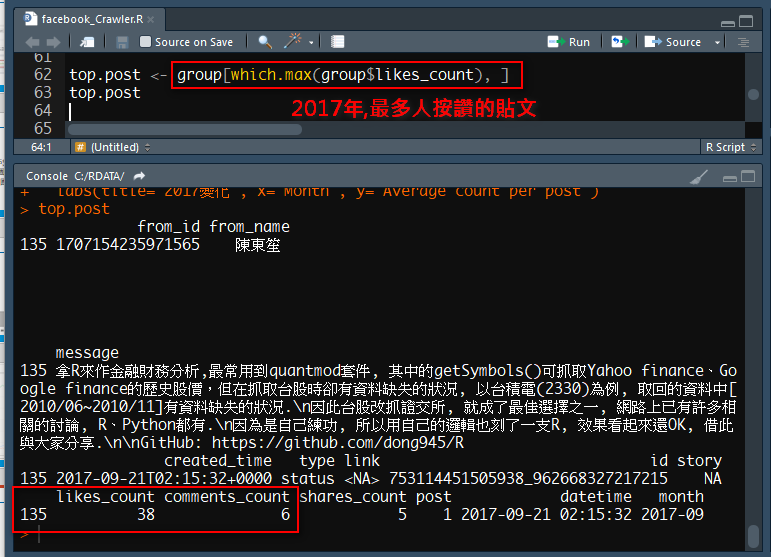 facebook_Crawler.R
Source on Save
Run
Source
61
62 top.post <- group[which.max(group$likes_count), ]
63 top.post
2017年,最多人按讚的貼文
64
65
64:1 # (Untitled) R Script
Console C:/RDATA/
+ labs(title= 2017變化 , x= Month , y= Average count per post )
> top.post
from_id from_name
135 1707154235971565 陳東笙
message
135 拿R來作金融財務分析,最常用到quantmod套件, 其中的getSymbols()可抓取Yahoo finance、Go
ogle finance的歷史股價，但在抓取台股時卻有資料缺失的狀況, 以台積電(2330)為例, 取回的資料中[
2010/06~2010/11]有資料缺失的狀況.\n因此台股改抓證交所, 就成了最佳選擇之一, 網路上已有許多相
關的討論, R、Python都有.\n因為是自己練功, 所以用自己的邏輯也刻了一支R, 效果看起來還OK, 借此
與大家分享.\n\nGitHub: https://github.com/dong945/R
created_time type link id story
135 2017-09-21T02:15:32+0000 status <NA> 753114451505938_962668327217215 NA
likes_count comments_count shares_count post datetime month
135 38 6 5 1 2017-09-21 02:15:32 2017-09
>